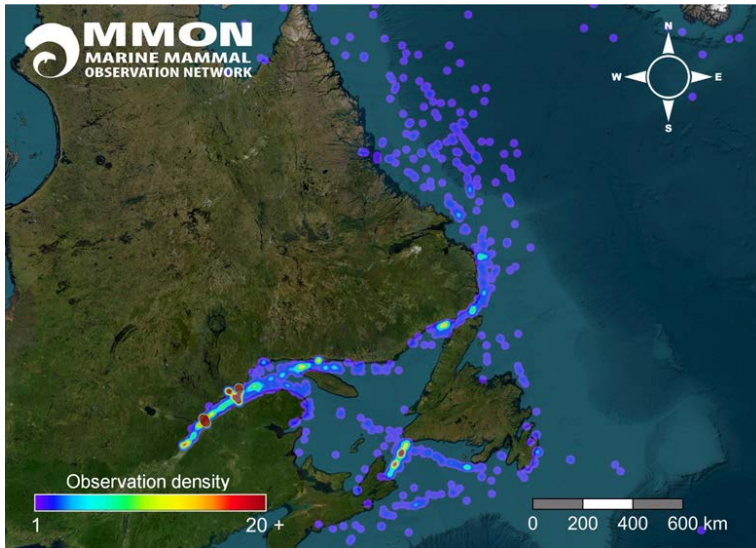 MMON
MARINE MAMMAL
OBSERVATION NETWORK
N
W E
S
Observation density
1 20 +
0 200 400 600 km